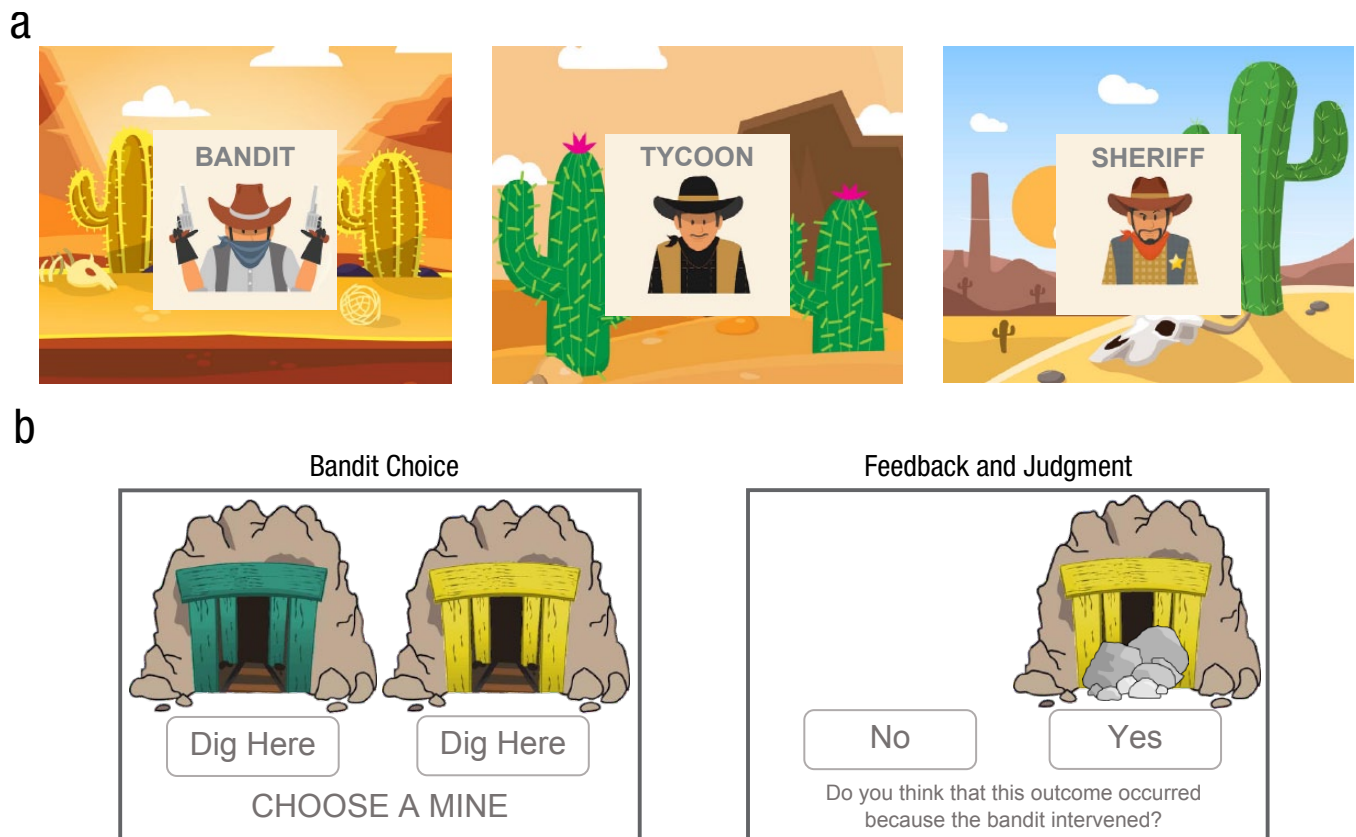 a
BANDIT
TYCOON
SHERIFF
b
Bandit Choice
Feedback and Judgment
Dig Here
Dig Here
CHOOSE A MINE
No
Yes
Do you think that this outcome occurred
because the bandit intervened?